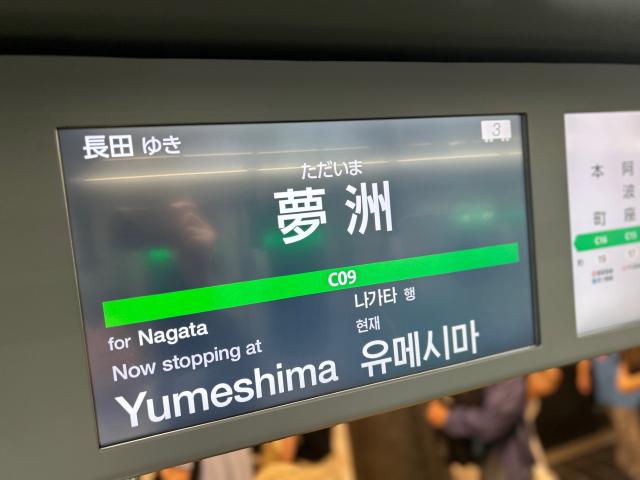 長田 ゆき
3
ただいま
夢洲
C09
for Nagata
Now stopping at
Yumeshima
나가타 행
현재
유메시마
本町
阿波座
C16 C15